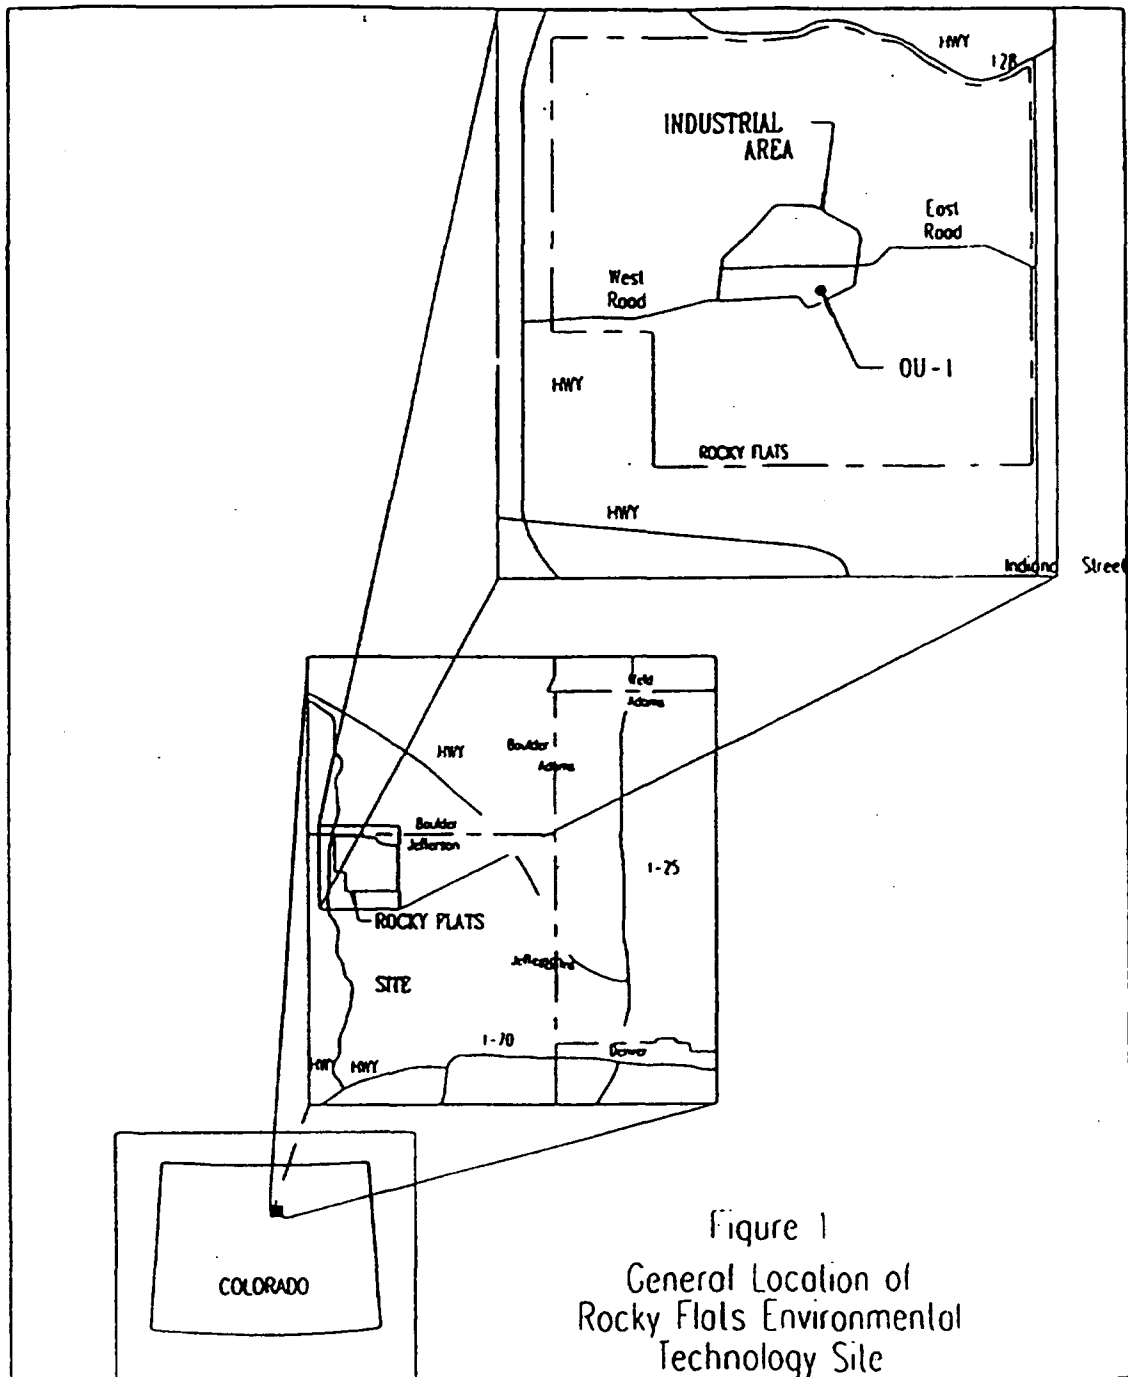 HWY
128
INDUSTRIAL
AREA
East
Road
West
Road
OU-1
HWY
ROCKY FLATS
HWY
Indiana Street
Weld
Adams
HWY
Boulder
Adams
Boulder
Jefferson
I-25
ROCKY FLATS
SITE
Jefferson
I-70
Denver
HWY
HWY
COLORADO
Figure 1
General Location of
Rocky Flats Environmental
Technology Site